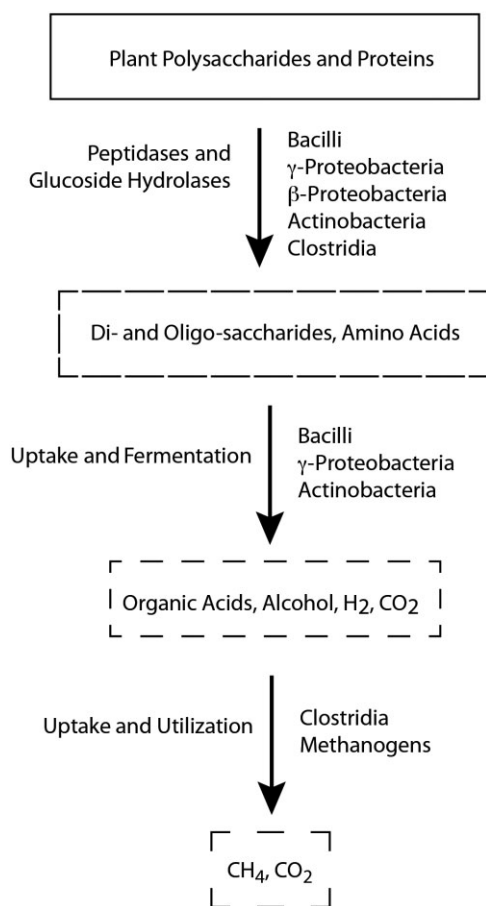 Plant Polysaccharides and Proteins
Peptidases and
Glucoside Hydrolases
Bacilli
γ-Proteobacteria
β-Proteobacteria
Actinobacteria
Clostridia
Di- and Oligo-saccharides, Amino Acids
Uptake and Fermentation
Bacilli
γ-Proteobacteria
Actinobacteria
Organic Acids, Alcohol, H2, CO2
Uptake and Utilization
Clostridia
Methanogens
CH4, CO2